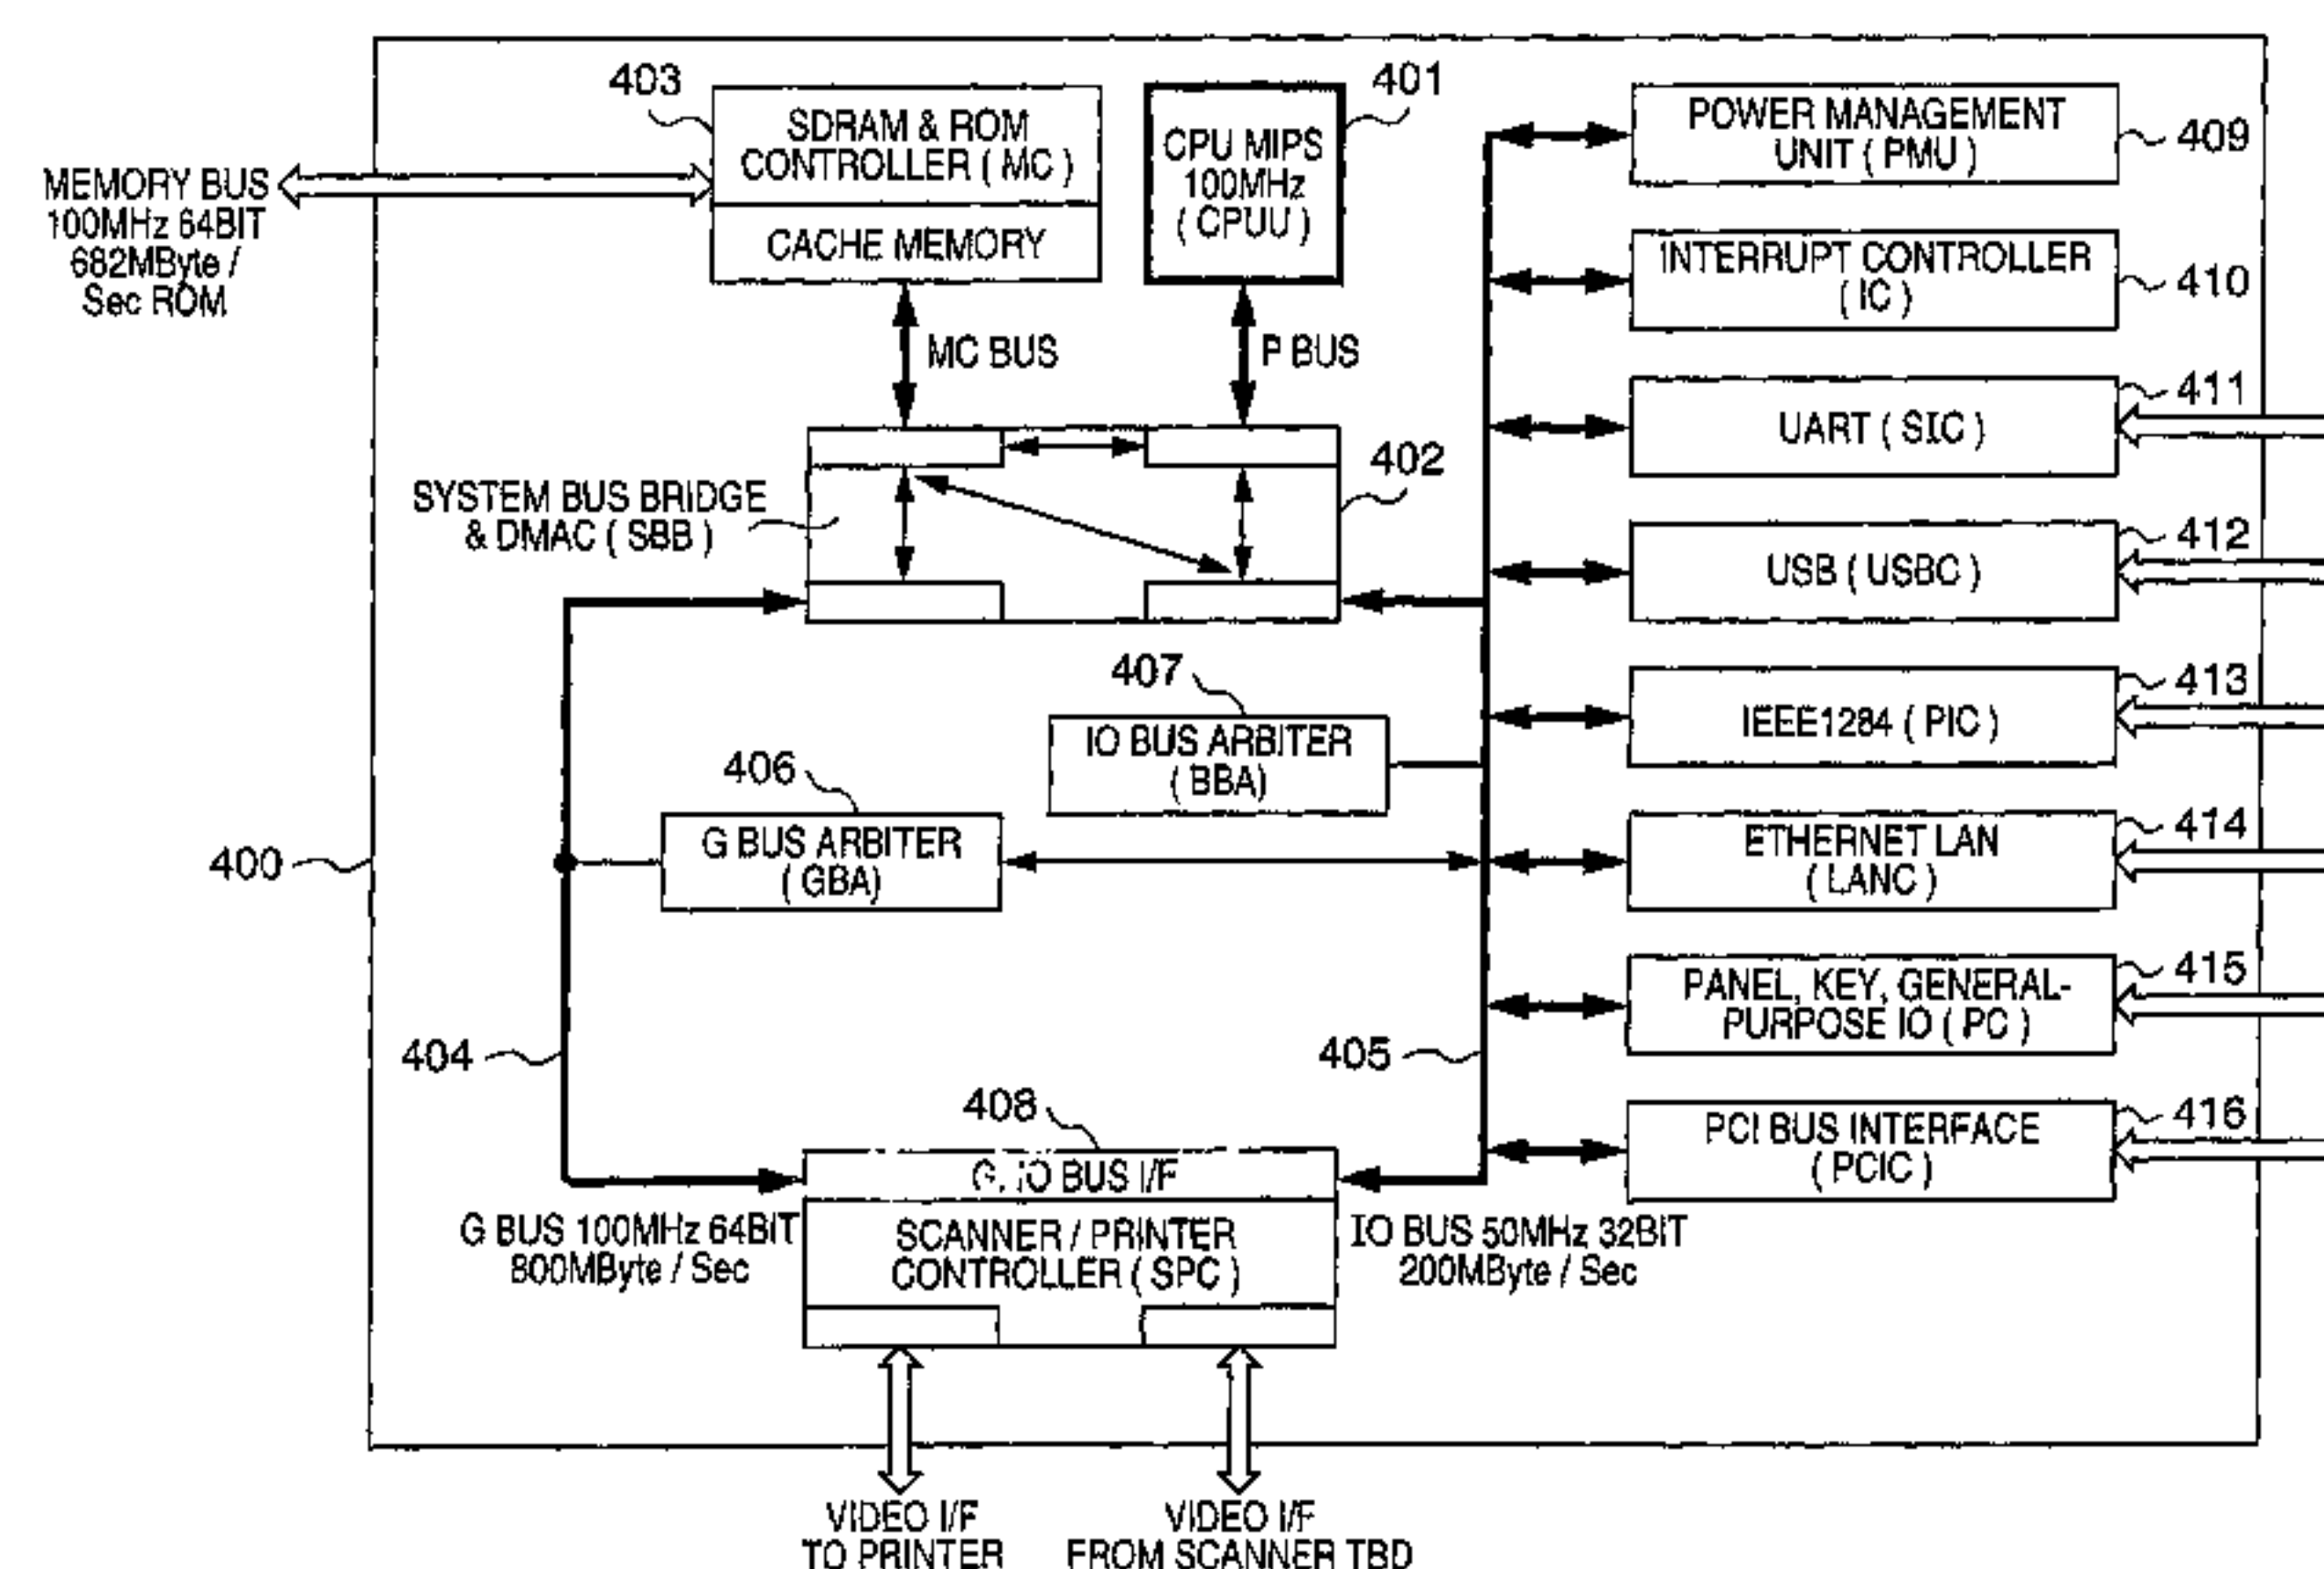 403
SDRAM & ROM
CONTROLLER ( MC )
CACHE MEMORY
401
CPU MIPS
100MHz
( CPUU )
MEMORY BUS
100MHz 64BIT
682MByte /
Sec ROM
MC BUS
P BUS
402
SYSTEM BUS BRIDGE
& DMAC ( SBB )
407
IO BUS ARBITER
( BBA)
406
G BUS ARBITER
( GBA)
400
404
405
408
G, IO BUS I/F
SCANNER / PRINTER
CONTROLLER ( SPC )
G BUS 100MHz 64BIT
800MByte / Sec
IO BUS 50MHz 32BIT
200MByte / Sec
VIDEO I/F
TO PRINTER
VIDEO I/F
FROM SCANNER TBD
POWER MANAGEMENT
UNIT ( PMU )
409
INTERRUPT CONTROLLER
( IC )
410
UART ( SIC )
411
USB ( USBC )
412
IEEE1284 ( PIC )
413
ETHERNET LAN
( LANC )
414
PANEL, KEY, GENERAL-
PURPOSE IO ( PC )
415
PCI BUS INTERFACE
( PCIC )
416